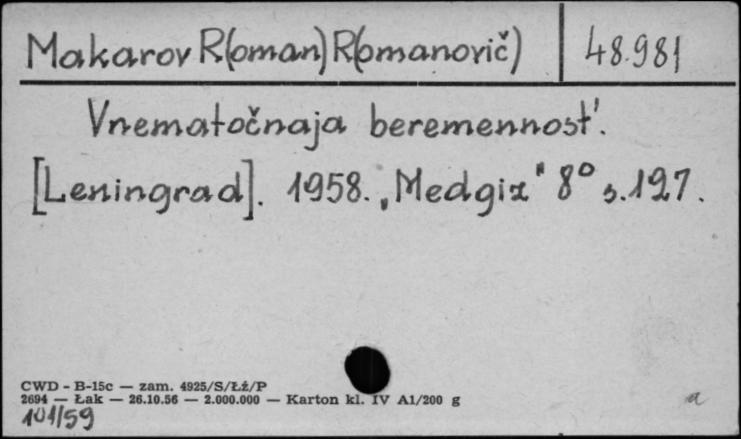 Makarov R(oman) R(omanovič) 48.981
Vnematočnaja beremennost'.
[Leningrad]. 1958. „Medgiz" 8° s.127.
CWD - B-15c — zam. 4925/S/Łż/P
2694 — Łak — 26.10.56 — 2.000.000 — Karton kl. IV A1/200 g
101/59
a